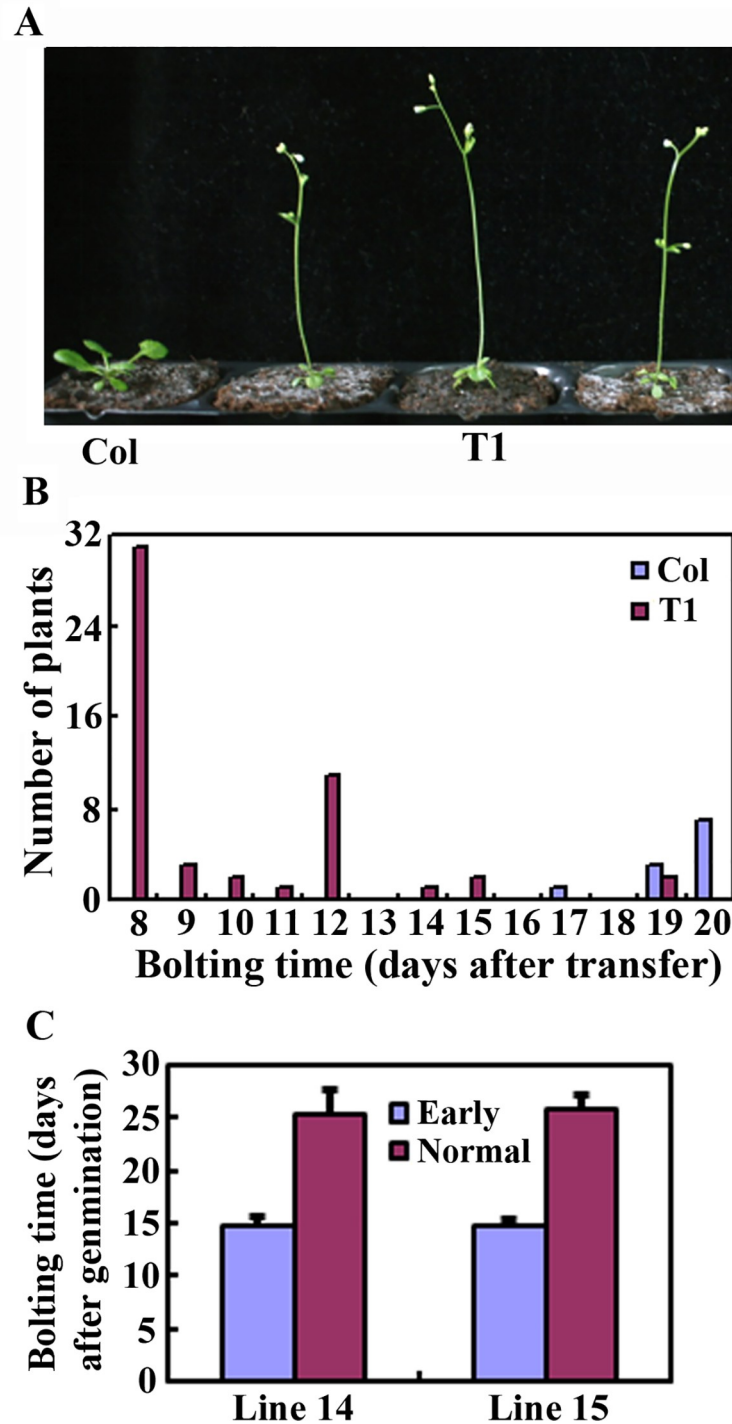 A
Col
T1
B
Number of plants
32
24
16
8
0
Col
T1
8 9 10 11 12 13 14 15 16 17 18 19 20
Bolting time (days after transfer)
C
Bolting time (days
after genmination)
30
25
20
15
10
5
0
Early
Normal
Line 14
Line 15